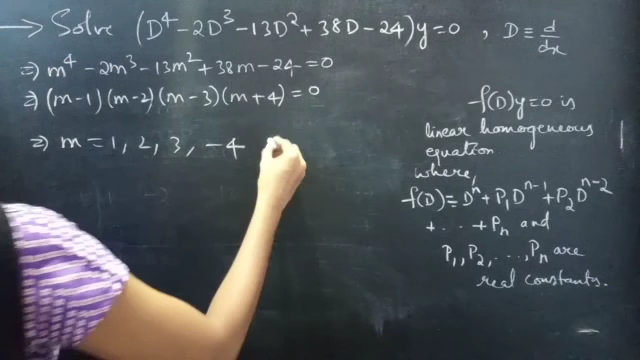 → Solve (D⁴ - 2D³ - 13D² + 38D - 24)y = 0 , D ≡ d/dx
⇒ m⁴ - 2m³ - 13m² + 38m - 24 = 0
⇒ (m-1)(m-2)(m-3)(m+4) = 0
⇒ m = 1, 2, 3, -4
f(D)y = 0 is
linear homogeneous
equation
where,
f(D) ≡ Dⁿ + P₁Dⁿ⁻¹ + P₂Dⁿ⁻²
+ ... + Pₙ and
P₁, P₂, ..., Pₙ are
real constants.